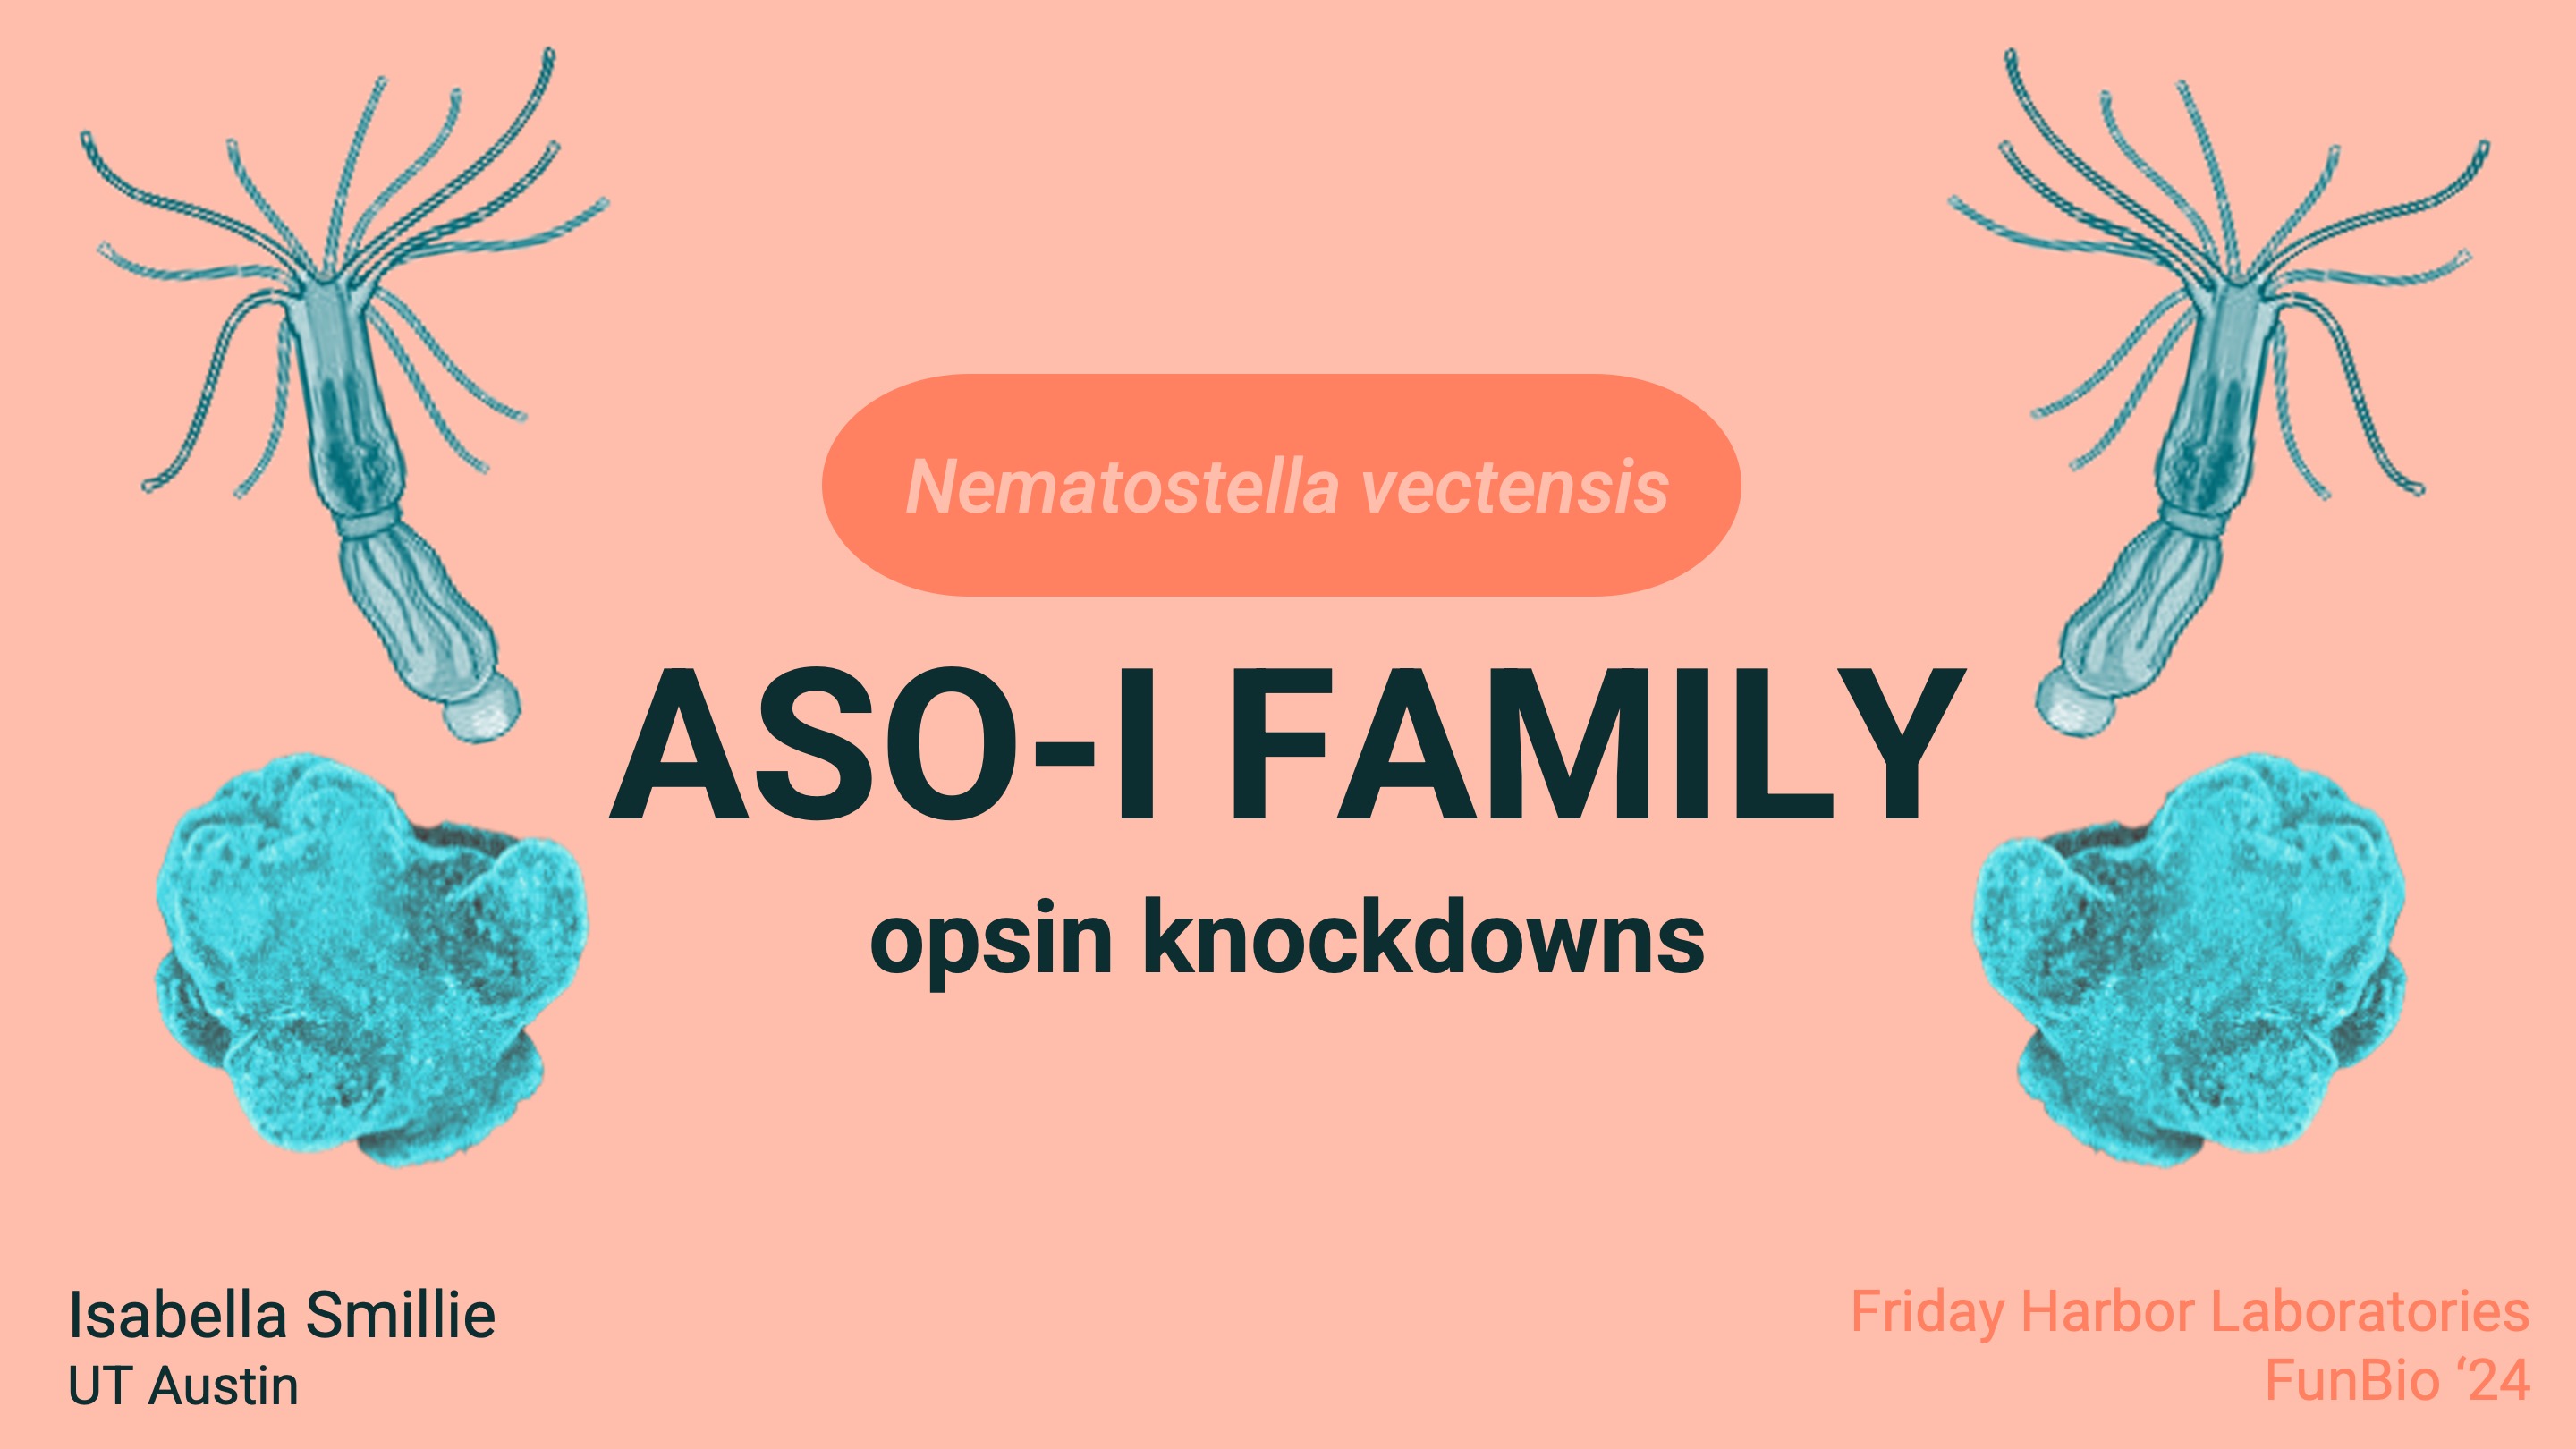 Nematostella vectensis
ASO-I FAMILY
opsin knockdowns
Isabella Smillie
UT Austin
Friday Harbor Laboratories
FunBio ‘24